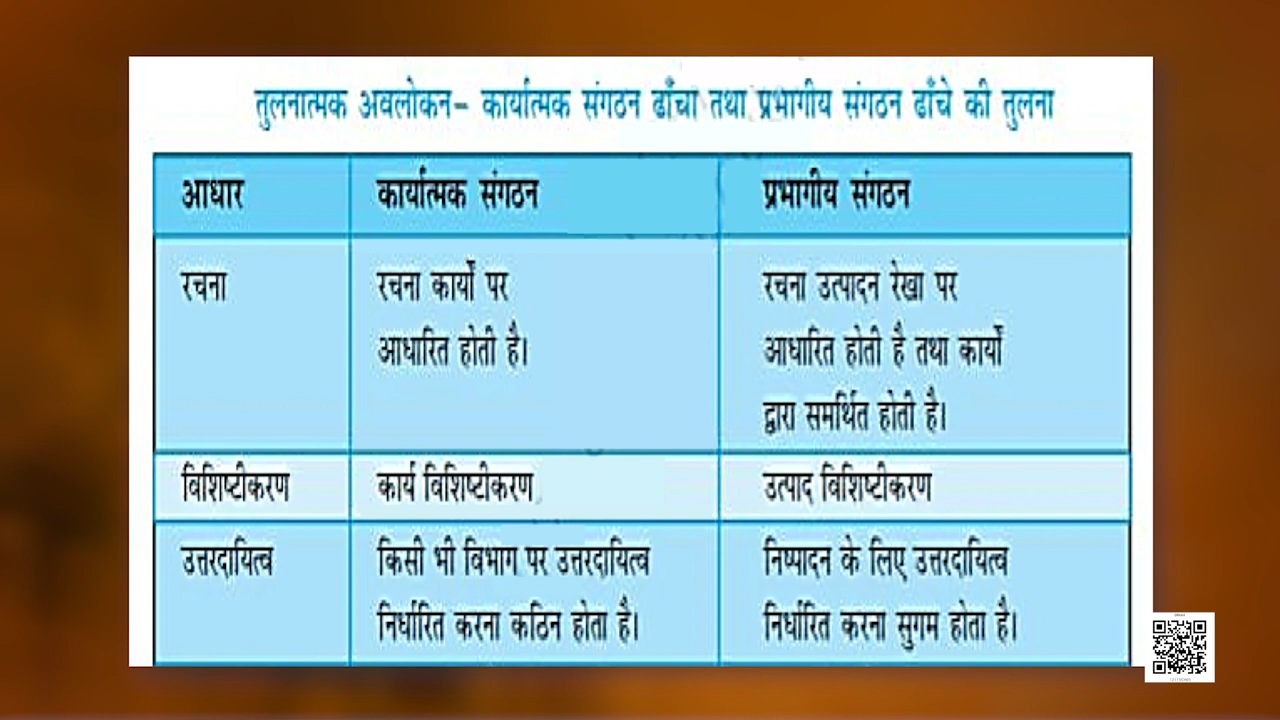 तुलनात्मक अवलोकन- कार्यात्मक संगठन ढाँचा तथा प्रभागीय संगठन ढाँचे की तुलना
आधार कार्यात्मक संगठन प्रभागीय संगठन
रचना रचना कार्यों पर रचना उत्पादन रेखा पर
आधारित होती है। आधारित होती है तथा कार्यों
द्वारा समर्थित होती है।
विशिष्टीकरण कार्य विशिष्टीकरण उत्पाद विशिष्टीकरण
उत्तरदायित्व किसी भी विभाग पर उत्तरदायित्व निष्पादन के लिए उत्तरदायित्व
निर्धारित करना कठिन होता है। निर्धारित करना सुगम होता है।